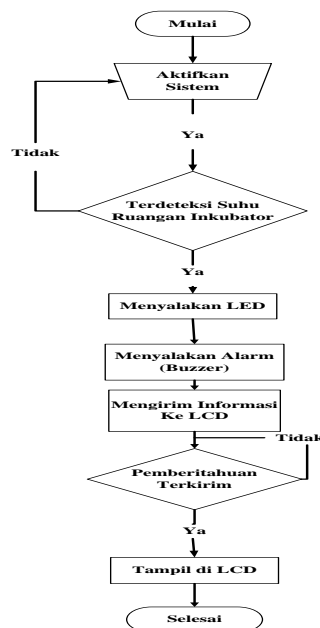 Mulai
Aktifkan
Sistem
Ya
Tidak
Terdeteksi Suhu
Ruangan Inkubator
Ya
Menyalakan LED
Menyalakan Alarm
(Buzzer)
Mengirim Informasi
Ke LCD
Tidak
Pemberitahuan
Terkirim
Ya
Tampil di LCD
Selesai